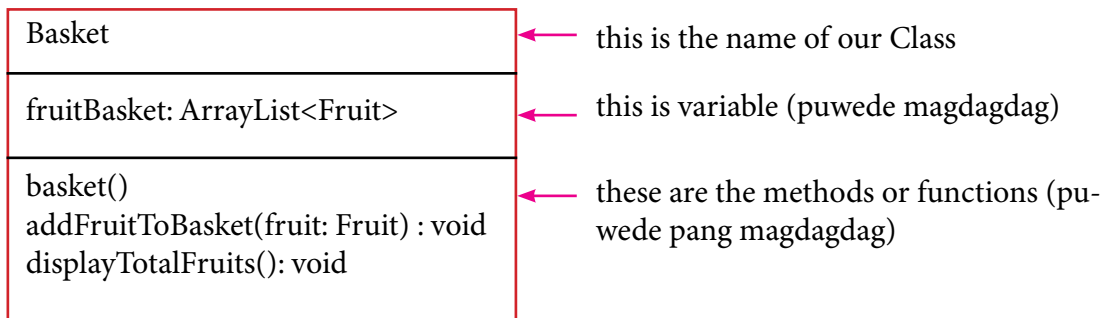 Basket
this is the name of our Class
fruitBasket: ArrayList<Fruit>
this is variable (puwede magdagdag)
basket()
addFruitToBasket(fruit: Fruit) : void
displayTotalFruits(): void
these are the methods or functions (pu-
wede pang magdagdag)